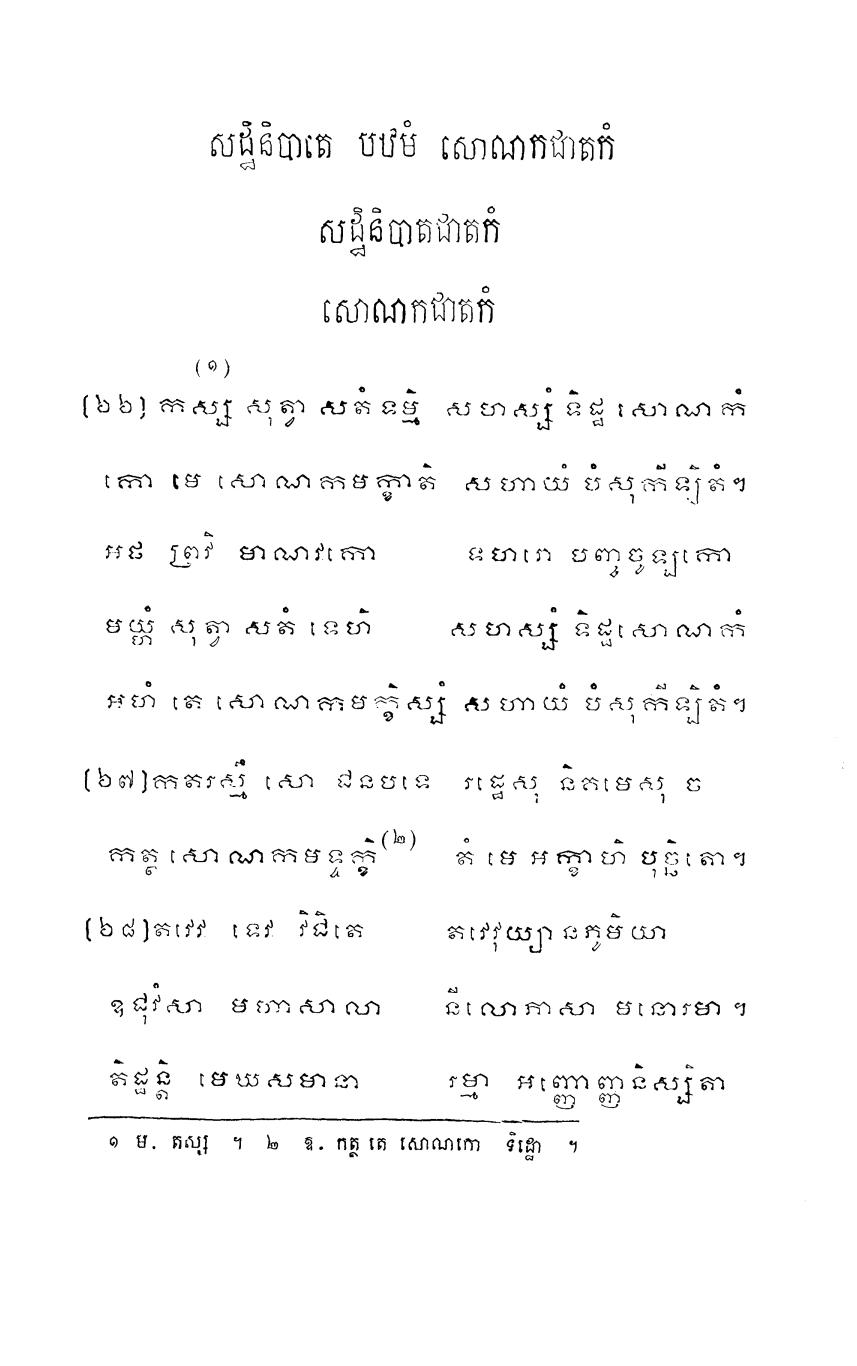 សដ្ឋិនិបាតេ បឋមំ សោណកជាតកំ
សដ្ឋិនិបាតជាតកំ
សោណកជាតកំ
(១)
[៦៦] កស្ស សុត្វា សតំទម្មិ សហស្សំ ទិដ្ឋ សោណកំ
កោ មេ សោណកមក្ខាតិ សហាយំ បំសុកីឡិតំ។
អថ ព្រវិ មាណវកោ ទហរោ បញ្ចចូឡកោ
មយ្ហំ សុត្វា សតំ ទេហិ សហស្សំ ទិដ្ឋសោណកំ
អហំ តេ សោណកមក្ខិស្សំ សហាយំ បំសុកីឡិតំ។
[៦៧]កតរស្មឹ សោ ជនបទេ រដ្ឋេសុ និគមេសុ ច
កត្ថ សោណកមទ្ទក្ខិ(២) តំ មេ អក្ខាហិ បុច្ឆិតោ។
[៦៨]តវេវ ទេវ វិជិតេ តវេវុយ្យានភូមិយា
ឧជុវំសា មហាសាលា នីលោភាសា មនោរមា។
តិដ្ឋន្តិ មេឃសមានា រម្មា អញ្ញោញ្ញនិស្សិតា
១ ម. តស្ស ។ ២ ឱ. កត្ថ តេ សោណកោ ទិដ្ឋោ ។